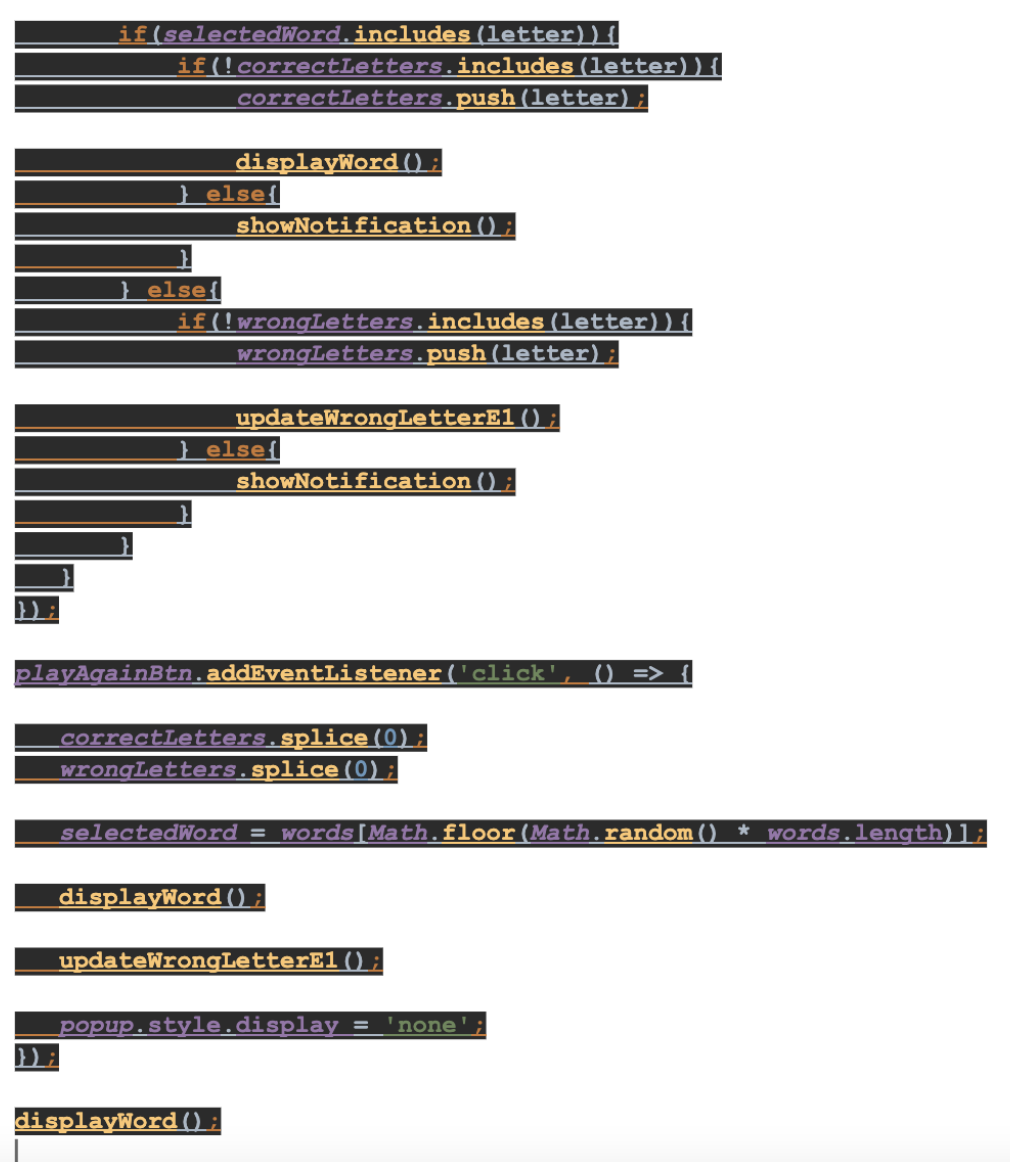 if(selectedWord.includes(letter)){
if(!correctLetters.includes(letter)){
correctLetters.push(letter);
displayWord();
} else{
showNotification();
}
} else{
if(!wrongLetters.includes(letter)){
wrongLetters.push(letter);
updateWrongLetterE1();
} else{
showNotification();
}
}
}
});
playAgainBtn.addEventListener('click', () => {
correctLetters.splice(0);
wrongLetters.splice(0);
selectedWord = words[Math.floor(Math.random() * words.length)];
displayWord();
updateWrongLetterE1();
popup.style.display = 'none';
});
displayWord();